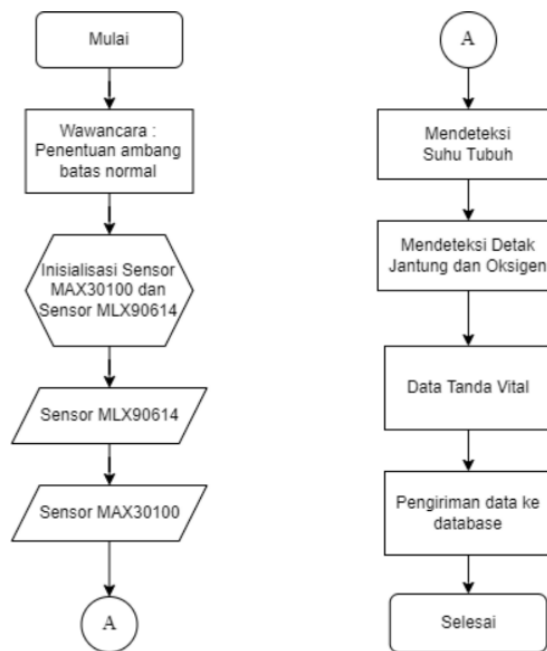 Mulai
Wawancara :
Penentuan ambang
batas normal
Inisialisasi Sensor
MAX30100 dan
Sensor MLX90614
Sensor MLX90614
Sensor MAX30100
A
A
Mendeteksi
Suhu Tubuh
Mendeteksi Detak
Jantung dan Oksigen
Data Tanda Vital
Pengiriman data ke
database
Selesai